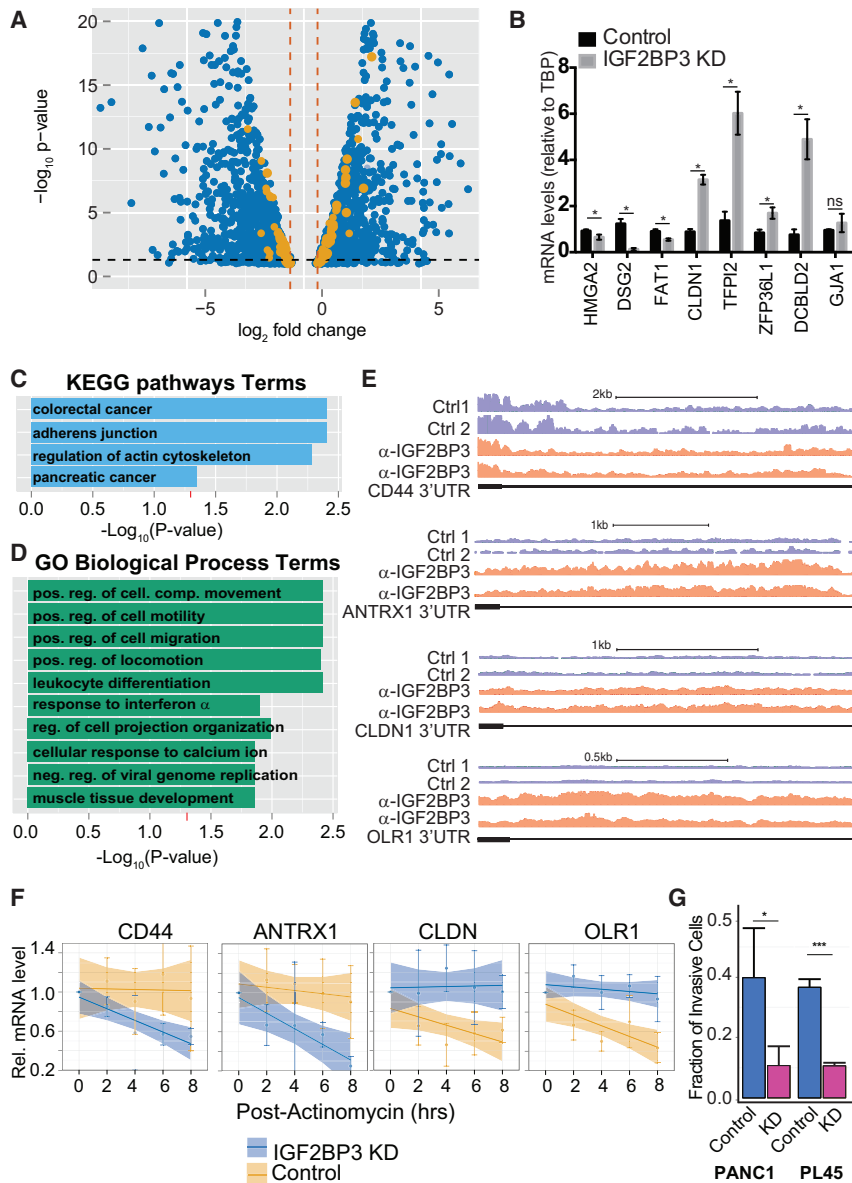 A
20
15
10
5
0
−log10 p-value
−5
0
5
log2 fold change
B
Control
IGF2BP3 KD
mRNA levels (relative to TBP)
8
6
4
2
0
*
*
*
*
*
*
*
ns
HMGA2
DSG2
FAT1
CLDN1
TFPI2
ZFP36L1
DCBLD2
GJA1
C
KEGG pathways Terms
colorectal cancer
adherens junction
regulation of actin cytoskeleton
pancreatic cancer
0.0 0.5 1.0 1.5 2.0 2.5
-Log10(P-value)
D
GO Biological Process Terms
pos. reg. of cell. comp. movement
pos. reg. of cell motility
pos. reg. of cell migration
pos. reg. of locomotion
leukocyte differentiation
response to interferon α
reg. of cell projection organization
cellular response to calcium ion
neg. reg. of viral genome replication
muscle tissue development
0.0 0.5 1.0 1.5 2.0 2.5
-Log10(P-value)
E
2kb
Ctrl1
Ctrl 2
α-IGF2BP3
α-IGF2BP3
CD44 3'UTR
1kb
Ctrl 1
Ctrl 2
α-IGF2BP3
α-IGF2BP3
ANTRX1 3'UTR
1kb
Ctrl 1
Ctrl 2
α-IGF2BP3
α-IGF2BP3
CLDN1 3'UTR
0.5kb
Ctrl 1
Ctrl 2
α-IGF2BP3
α-IGF2BP3
OLR1 3'UTR
F
CD44
ANTRX1
CLDN
OLR1
Rel. mRNA level
1.4
1.0
0.6
0.2
0 2 4 6 8
0 2 4 6 8
0 2 4 6 8
0 2 4 6 8
Post-Actinomycin (hrs)
IGF2BP3 KD
Control
G
Fraction of Invasive Cells
0.5
0.4
0.2
0.0
*
***
Control
KD
Control
KD
PANC1
PL45